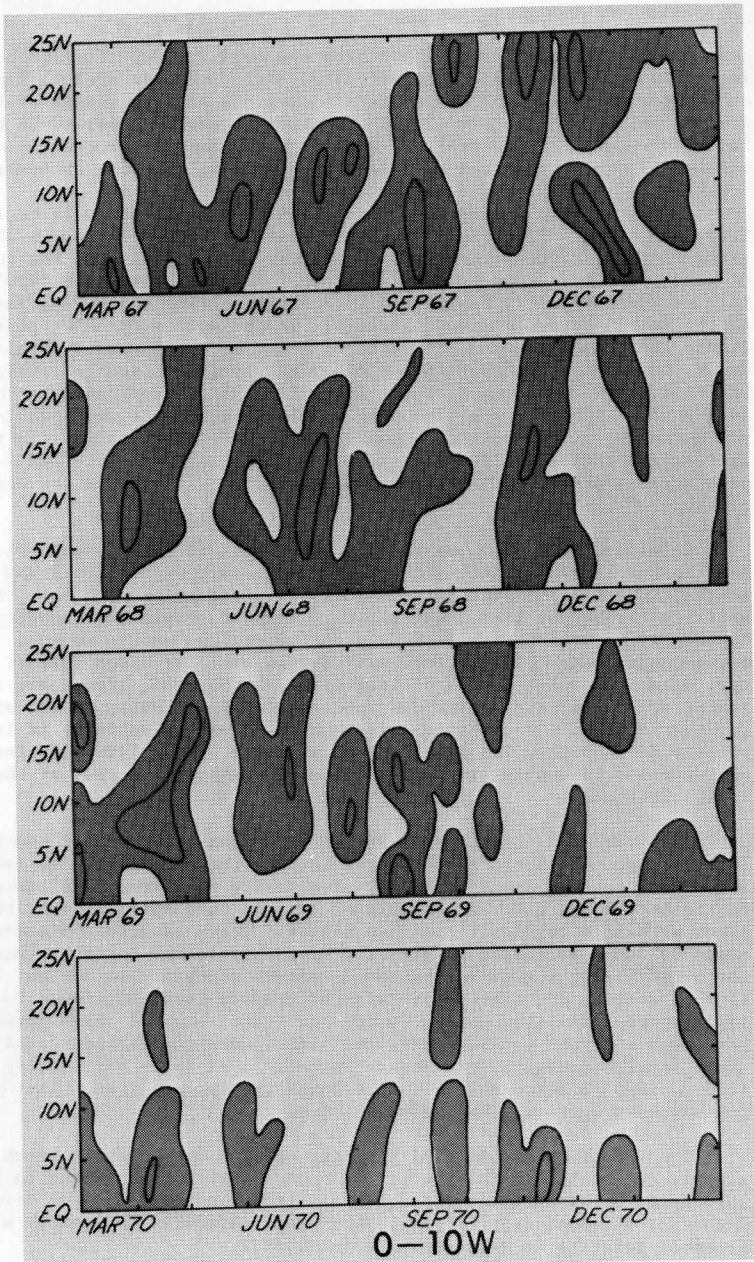 25N
20N
15N
10N
5N
EQ
MAR 67 JUN 67 SEP 67 DEC 67
25N
20N
15N
10N
5N
EQ
MAR 68 JUN 68 SEP 68 DEC 68
25N
20N
15N
10N
5N
EQ
MAR 69 JUN 69 SEP 69 DEC 69
25N
20N
15N
10N
5N
EQ
MAR 70 JUN 70 SEP 70 DEC 70
0—10W